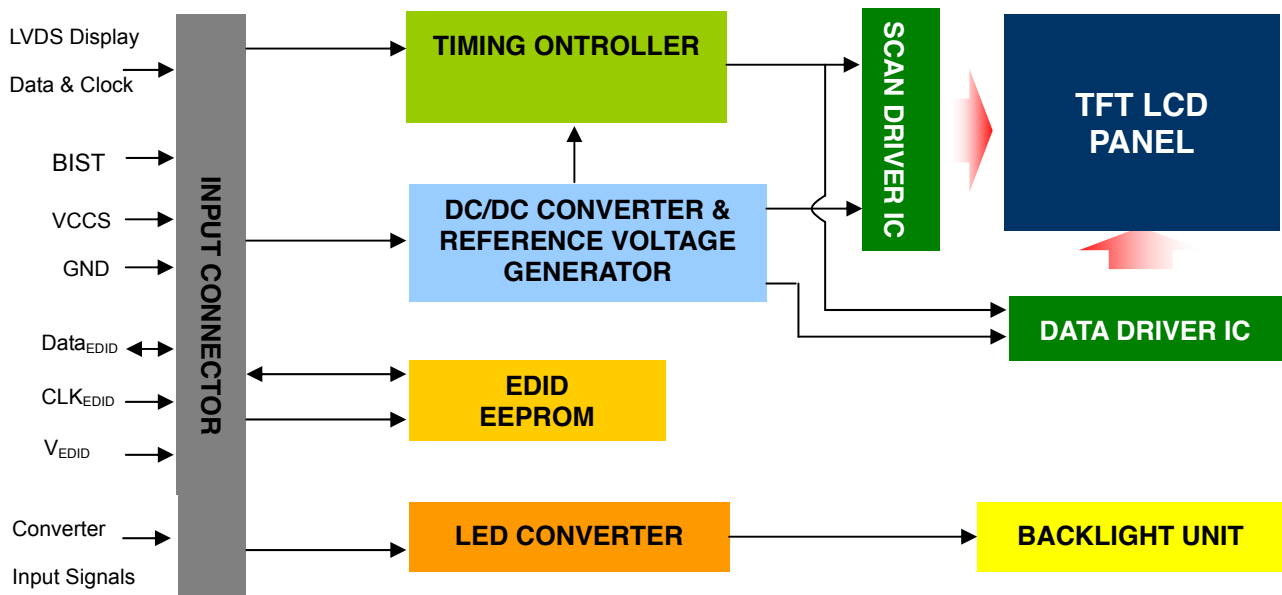 LVDS Display
Data & Clock
BIST
VCCS
GND
DataEDID
CLKEDID
VEDID
Converter
Input Signals
INPUT CONNECTOR
TIMING ONTROLLER
DC/DC CONVERTER &
REFERENCE VOLTAGE
GENERATOR
EDID
EEPROM
LED CONVERTER
SCAN DRIVER IC
TFT LCD
PANEL
DATA DRIVER IC
BACKLIGHT UNIT